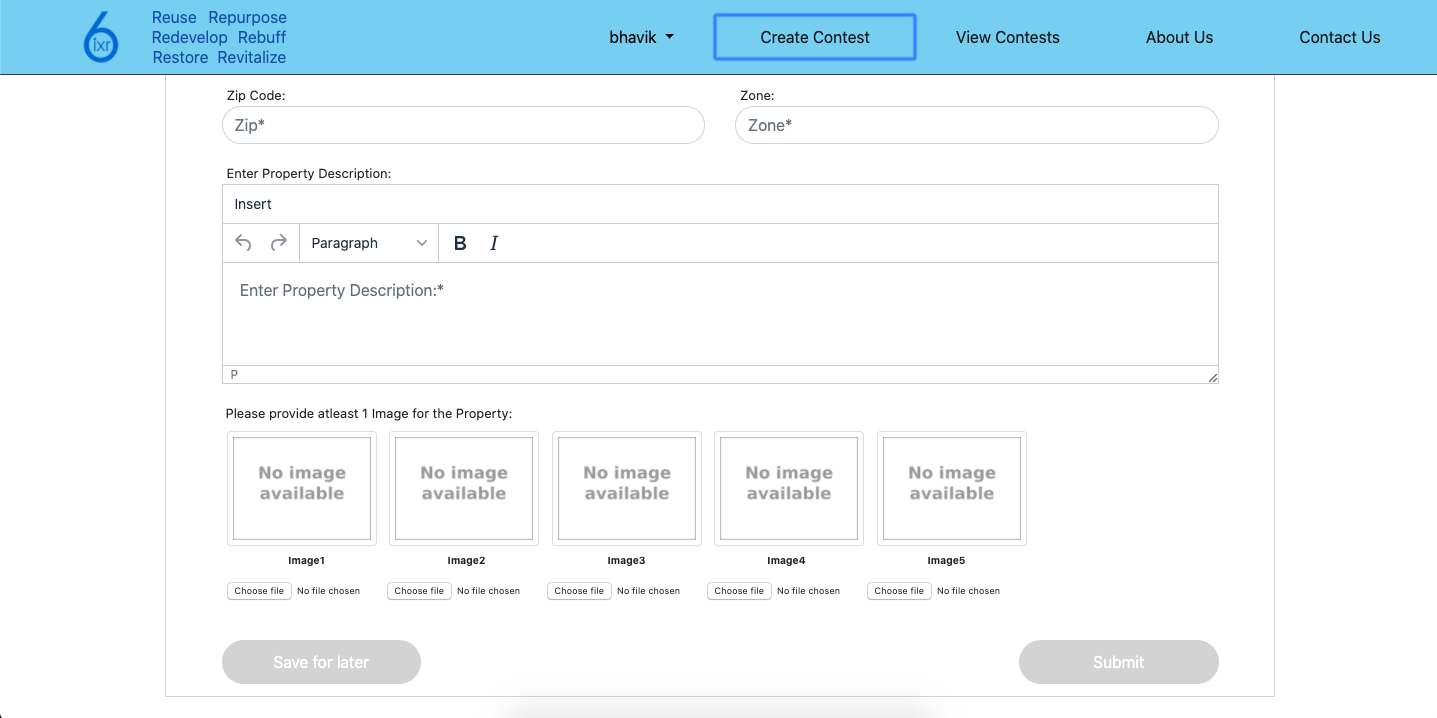 6ixr
Reuse Repurpose
Redevelop Rebuff
Restore Revitalize
bhavik Create Contest View Contests About Us Contact Us
Zip Code: Zone:
Zip* Zone*
Enter Property Description:
Insert
Paragraph B I
Enter Property Description:*
P
Please provide atleast 1 Image for the Property:
No image available No image available No image available No image available No image available
Image1 Image2 Image3 Image4 Image5
Choose file No file chosen Choose file No file chosen Choose file No file chosen Choose file No file chosen Choose file No file chosen
Save for later Submit